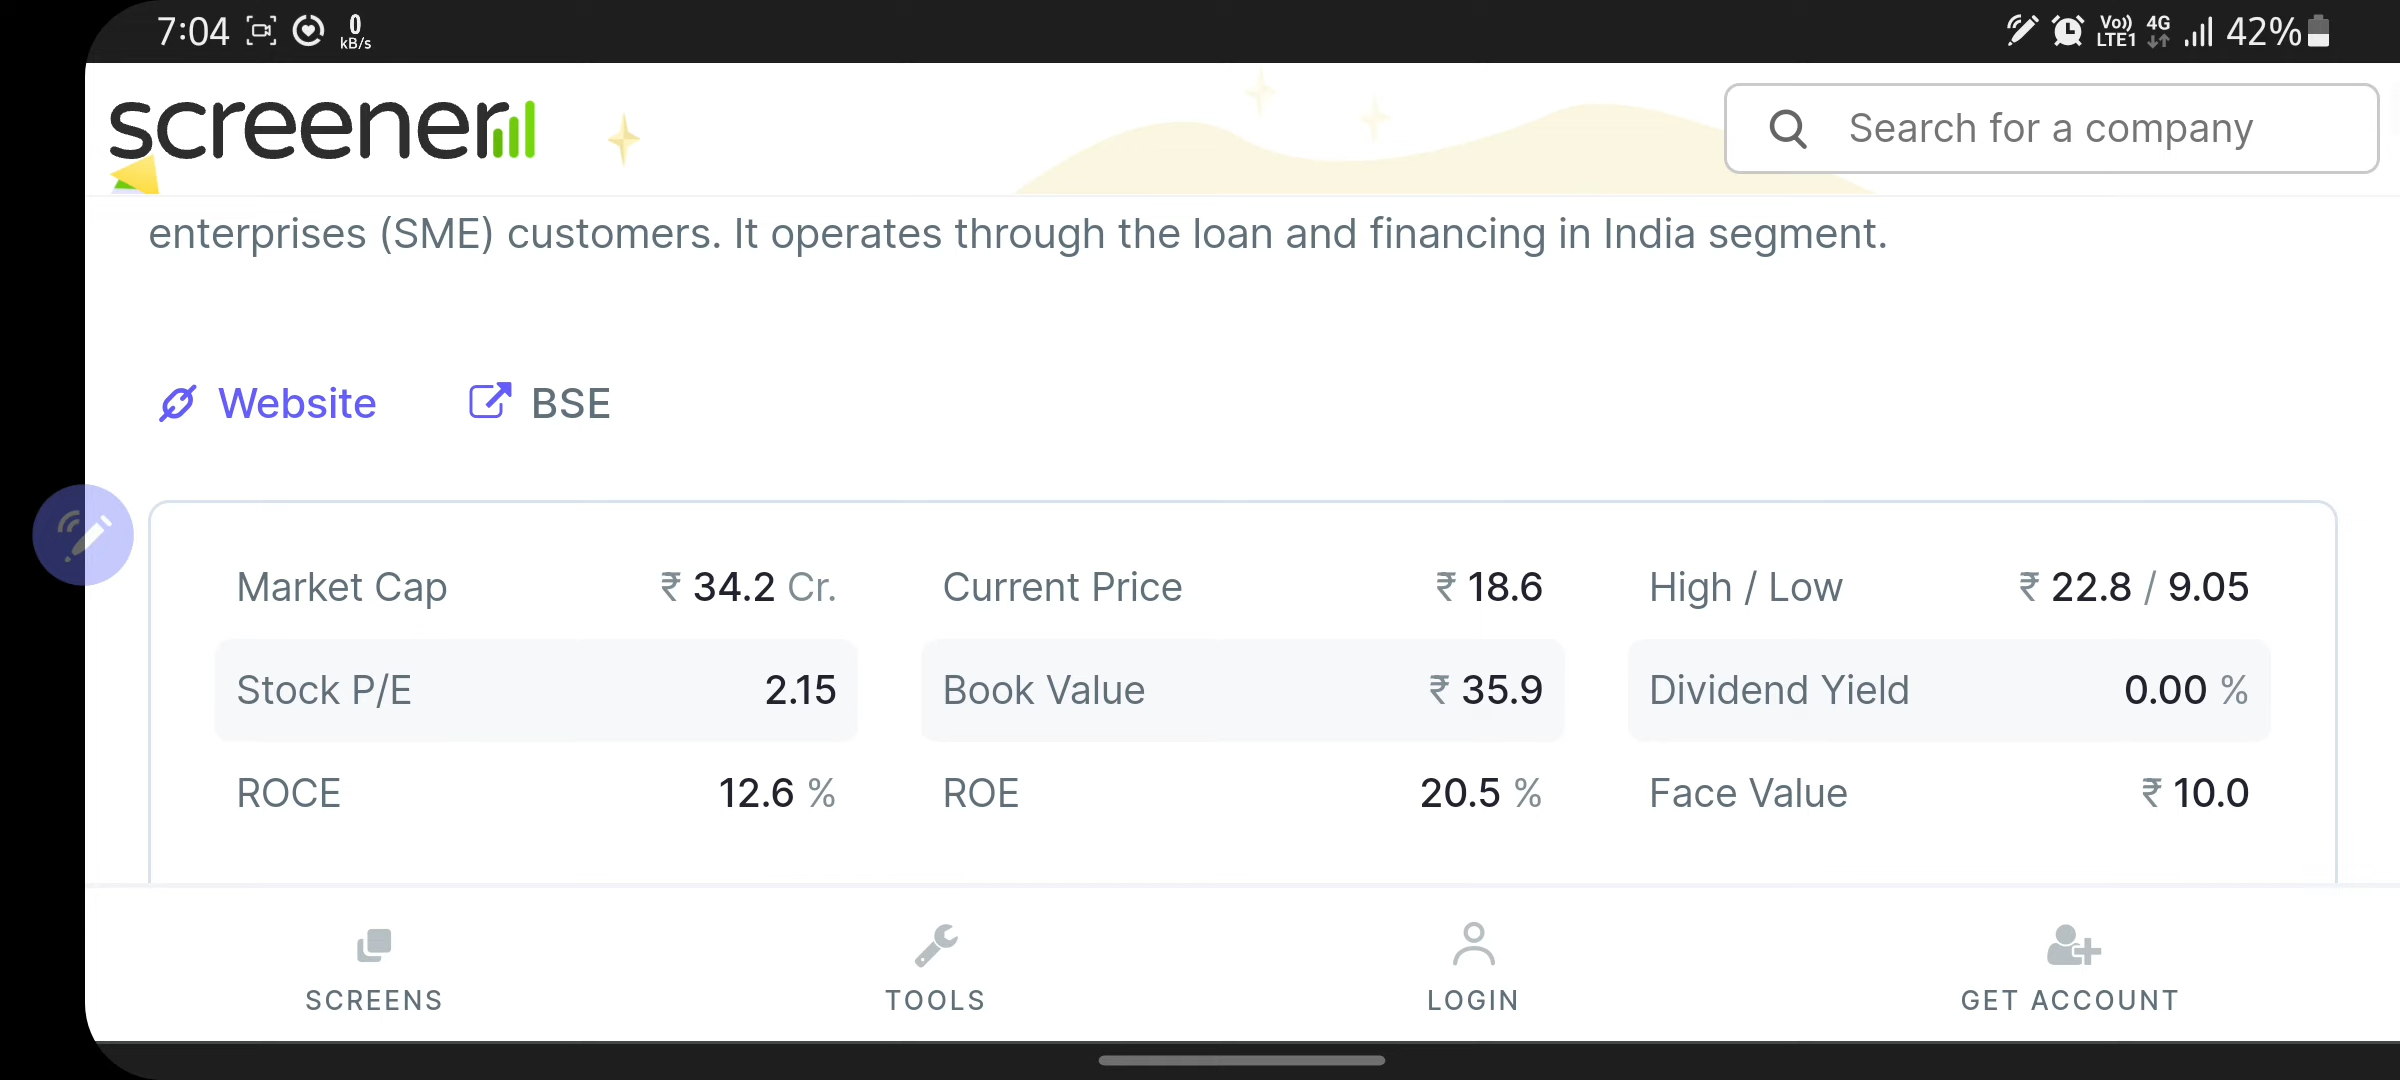 7:04 0 kB/s Vo)) LTE1 4G 42%
screener
Search for a company
enterprises (SME) customers. It operates through the loan and financing in India segment.
Website BSE
Market Cap ₹ 34.2 Cr. Current Price ₹ 18.6 High / Low ₹ 22.8 / 9.05
Stock P/E 2.15 Book Value ₹ 35.9 Dividend Yield 0.00 %
ROCE 12.6 % ROE 20.5 % Face Value ₹ 10.0
SCREENS TOOLS LOGIN GET ACCOUNT